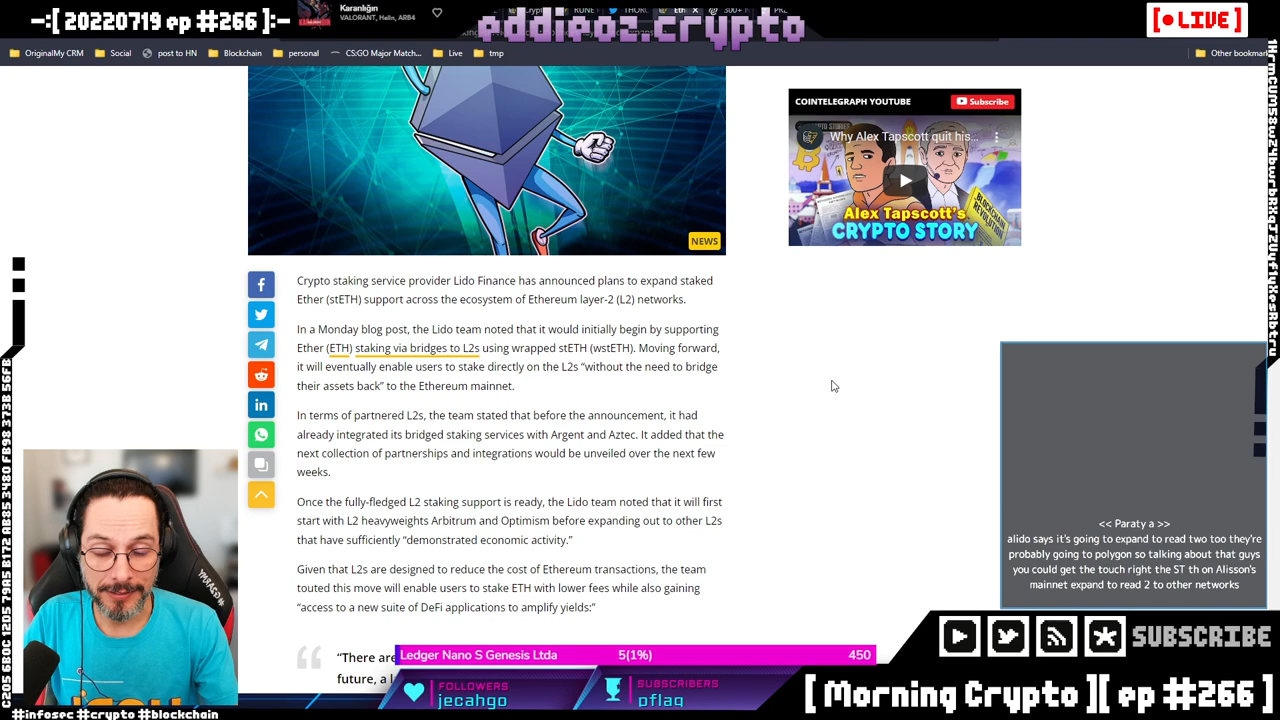 -:[ 20220719 ep #266 ]:-
Karanlığın
VALORANT, Helin, ARB4
eddieoz.crypto
[ LIVE ]
OriginalMy CRM
Social
post to HN
Blockchain
personal
CS:GO Major Match...
Live
tmp
Other bookmar
COINTELEGRAPH YOUTUBE
Subscribe
Why Alex Tapscott quit his...
BLOCKCHAIN REVOLUTION
Alex Tapscott's
CRYPTO STORY
NEWS
Crypto staking service provider Lido Finance has announced plans to expand staked
Ether (stETH) support across the ecosystem of Ethereum layer-2 (L2) networks.
In a Monday blog post, the Lido team noted that it would initially begin by supporting
Ether (ETH) staking via bridges to L2s using wrapped stETH (wstETH). Moving forward,
it will eventually enable users to stake directly on the L2s “without the need to bridge
their assets back” to the Ethereum mainnet.
In terms of partnered L2s, the team stated that before the announcement, it had
already integrated its bridged staking services with Argent and Aztec. It added that the
next collection of partnerships and integrations would be unveiled over the next few
weeks.
Once the fully-fledged L2 staking support is ready, the Lido team noted that it will first
start with L2 heavyweights Arbitrum and Optimism before expanding out to other L2s
that have sufficiently “demonstrated economic activity.”
Given that L2s are designed to reduce the cost of Ethereum transactions, the team
touted this move will enable users to stake ETH with lower fees while also gaining
“access to a new suite of DeFi applications to amplify yields:”
“There are
future, a l
<< Paraty a >>
alido says it's going to expand to read two too they're
probably going to polygon so talking about that guys
you could get the touch right the ST th on Alisson's
mainnet expand to read 2 to other networks
Ledger Nano S Genesis Ltda 5(1%) 450
FOLLOWERS
jecahgo
SUBSCRIBERS
pflag
SUBSCRIBE
[ Morning Crypto ][ ep #266 ]
#infosec #crypto #blockchain